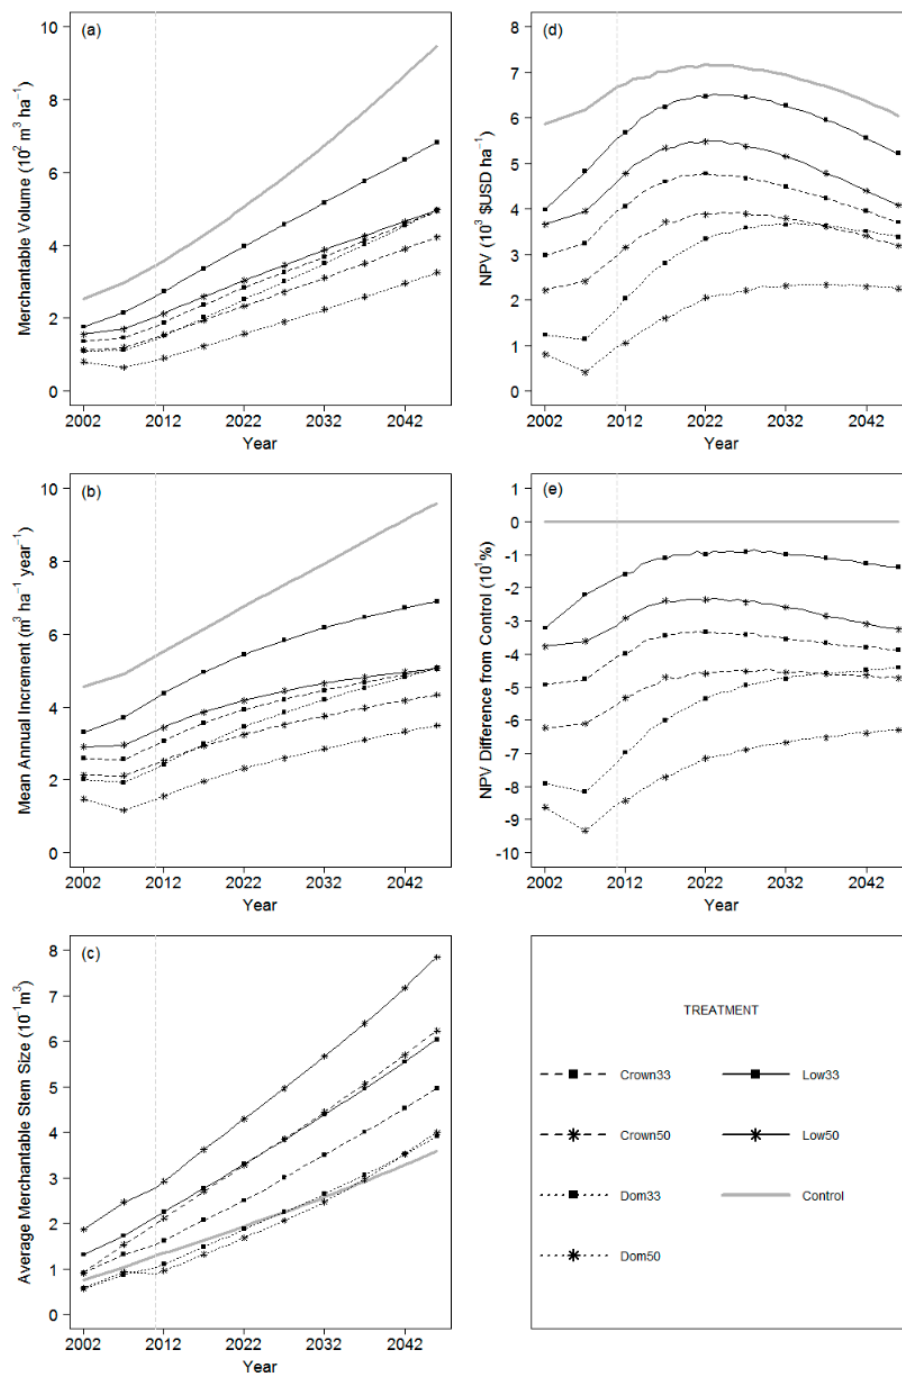 (a)
Merchantable Volume (10² m³ ha⁻¹)
10
8
6
4
2
0
2002 2012 2022 2032 2042
Year
(d)
NPV (10³ $USD ha⁻¹)
8
7
6
5
4
3
2
1
0
2002 2012 2022 2032 2042
Year
(b)
Mean Annual Increment (m³ ha⁻¹ year⁻¹)
10
8
6
4
2
0
2002 2012 2022 2032 2042
Year
(e)
NPV Difference from Control (10¹%)
1
0
-1
-2
-3
-4
-5
-6
-7
-8
-9
-10
2002 2012 2022 2032 2042
Year
(c)
Average Merchantable Stem Size (10⁻¹m³)
8
7
6
5
4
3
2
1
0
2002 2012 2022 2032 2042
Year
TREATMENT
Crown33 Low33
Crown50 Low50
Dom33 Control
Dom50